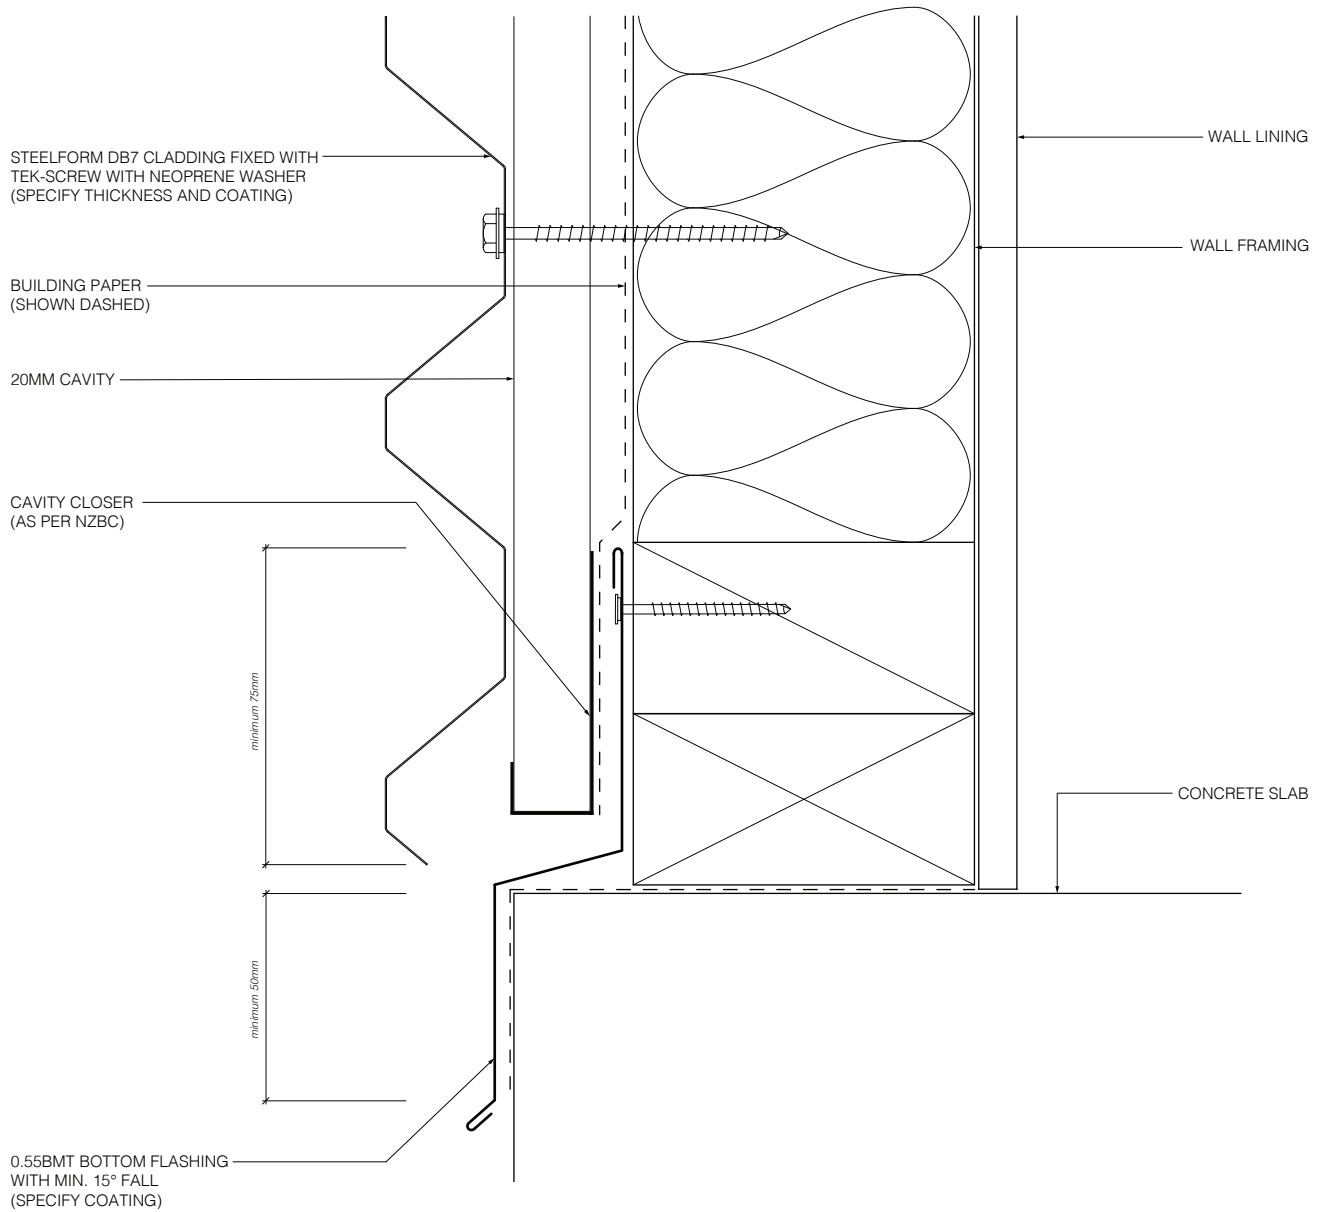 STEELFORM DB7 CLADDING FIXED WITH
TEK-SCREW WITH NEOPRENE WASHER
(SPECIFY THICKNESS AND COATING)
WALL LINING
WALL FRAMING
BUILDING PAPER
(SHOWN DASHED)
20MM CAVITY
CAVITY CLOSER
(AS PER NZBC)
minimum 75mm
CONCRETE SLAB
minimum 50mm
0.55BMT BOTTOM FLASHING
WITH MIN. 15° FALL
(SPECIFY COATING)